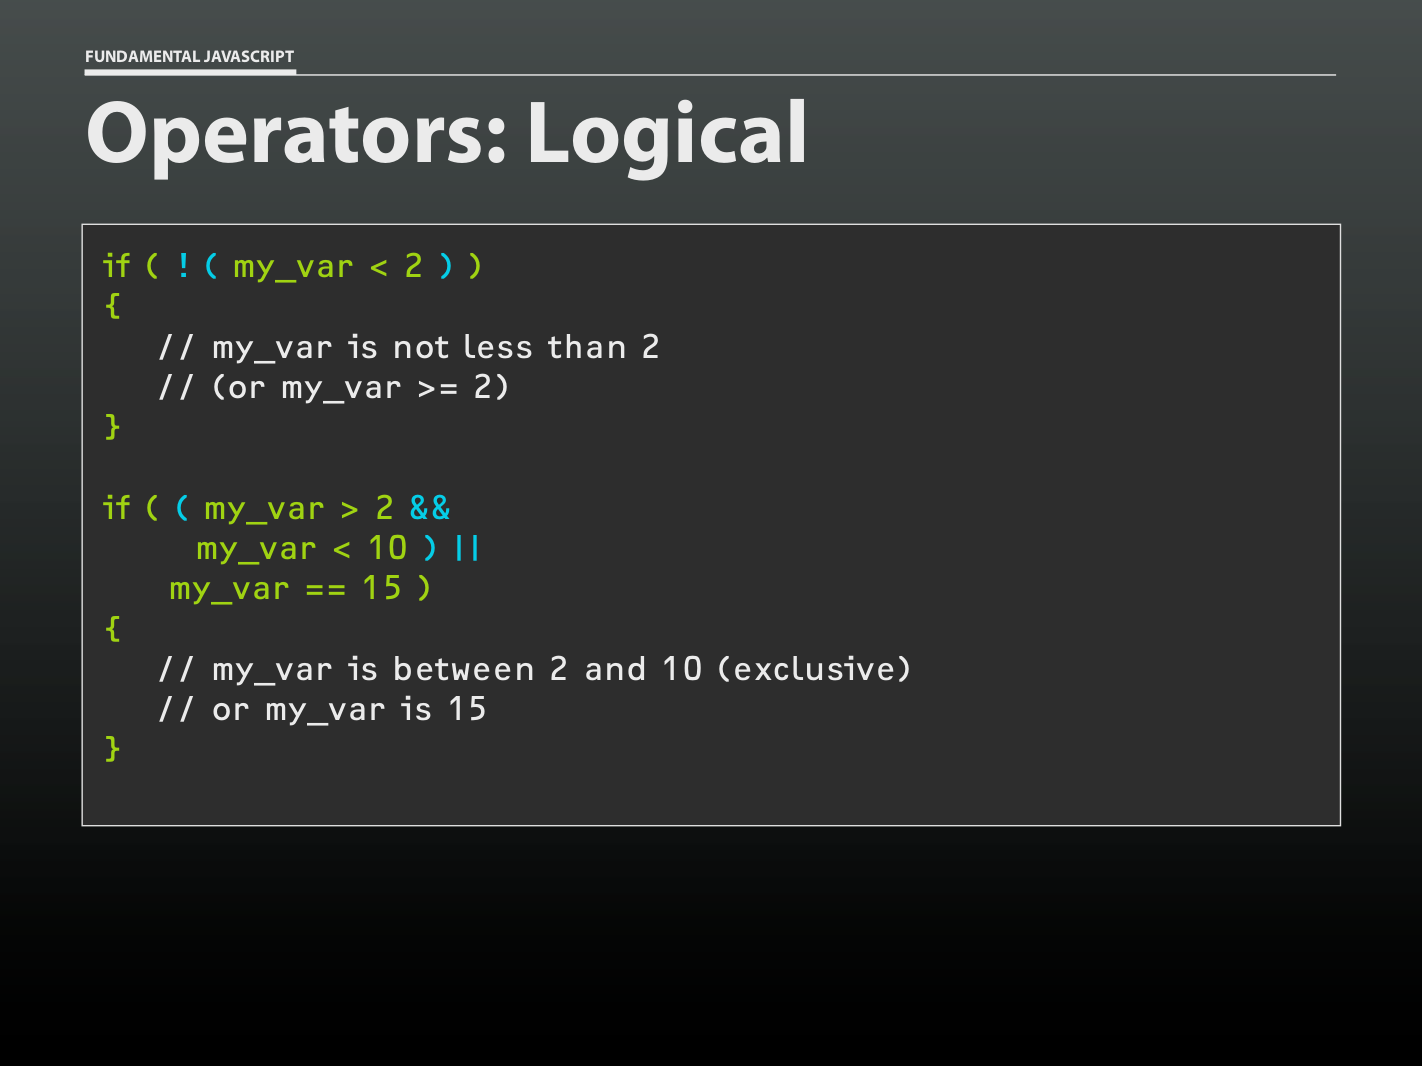 FUNDAMENTAL JAVASCRIPT
Operators: Logical
if ( ! ( my_var < 2 ) )
{
// my_var is not less than 2
// (or my_var >= 2)
}
if ( ( my_var > 2 &&
my_var < 10 ) ||
my_var == 15 )
{
// my_var is between 2 and 10 (exclusive)
// or my_var is 15
}